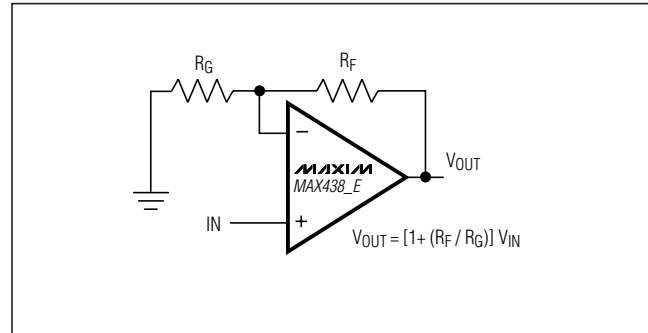 RG
RF
−
MAXIM
MAX438_E
VOUT
IN
+
VOUT = [1+ (RF / RG)] VIN